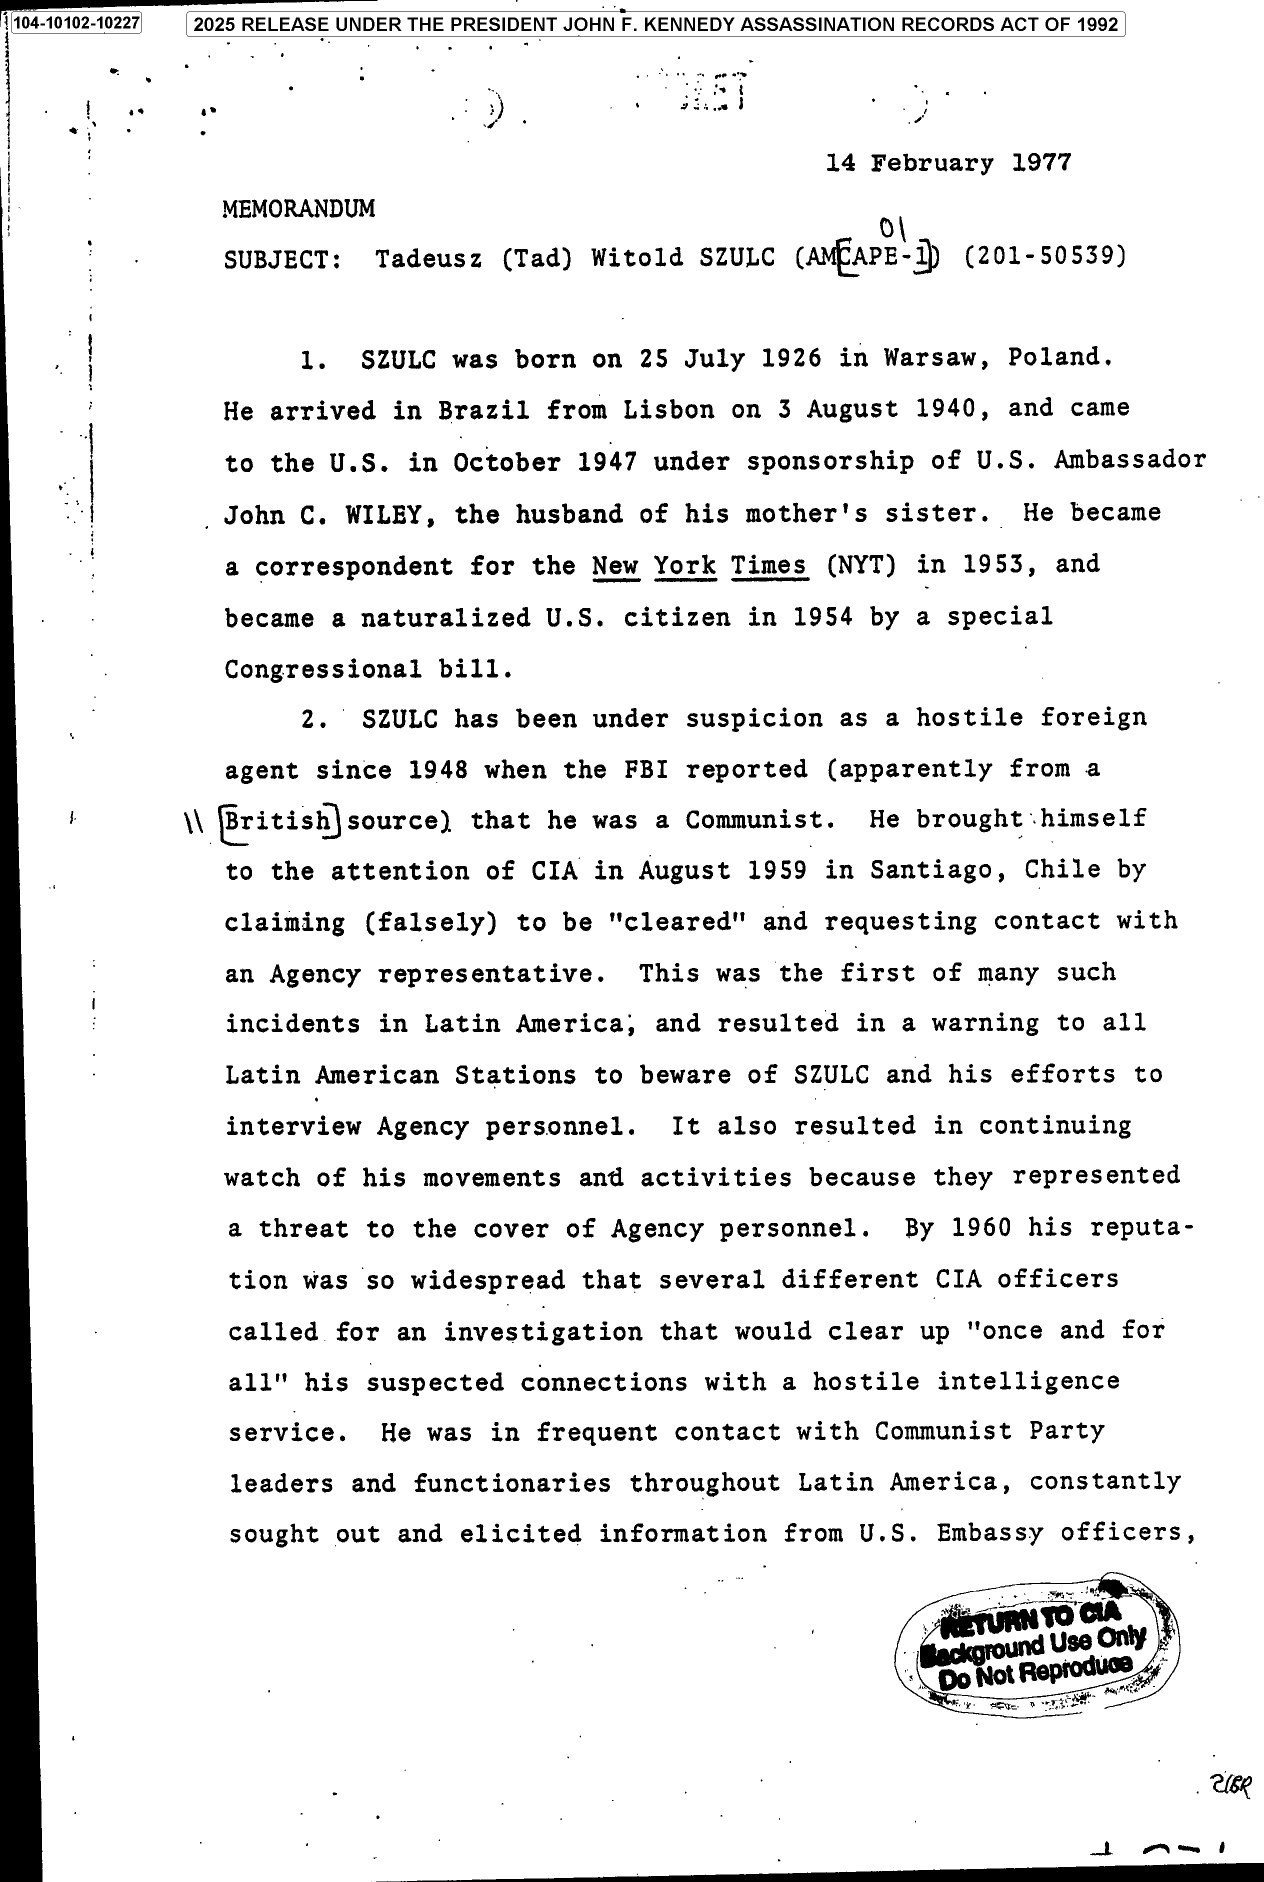 104-10102-10227
2025 RELEASE UNDER THE PRESIDENT JOHN F. KENNEDY ASSASSINATION RECORDS ACT OF 1992
14 February 1977
MEMORANDUM
01
SUBJECT: Tadeusz (Tad) Witold SZULC (AM[CAPE-1]) (201-50539)
1. SZULC was born on 25 July 1926 in Warsaw, Poland.
He arrived in Brazil from Lisbon on 3 August 1940, and came
to the U.S. in October 1947 under sponsorship of U.S. Ambassador
John C. WILEY, the husband of his mother's sister. He became
a correspondent for the New York Times (NYT) in 1953, and
became a naturalized U.S. citizen in 1954 by a special
Congressional bill.
2. SZULC has been under suspicion as a hostile foreign
agent since 1948 when the FBI reported (apparently from a
\\ [British] source) that he was a Communist. He brought himself
to the attention of CIA in August 1959 in Santiago, Chile by
claiming (falsely) to be "cleared" and requesting contact with
an Agency representative. This was the first of many such
incidents in Latin America, and resulted in a warning to all
Latin American Stations to beware of SZULC and his efforts to
interview Agency personnel. It also resulted in continuing
watch of his movements and activities because they represented
a threat to the cover of Agency personnel. By 1960 his reputa-
tion was so widespread that several different CIA officers
called for an investigation that would clear up "once and for
all" his suspected connections with a hostile intelligence
service. He was in frequent contact with Communist Party
leaders and functionaries throughout Latin America, constantly
sought out and elicited information from U.S. Embassy officers,
RETURN TO CIA
Background Use Only
Do Not Reproduce